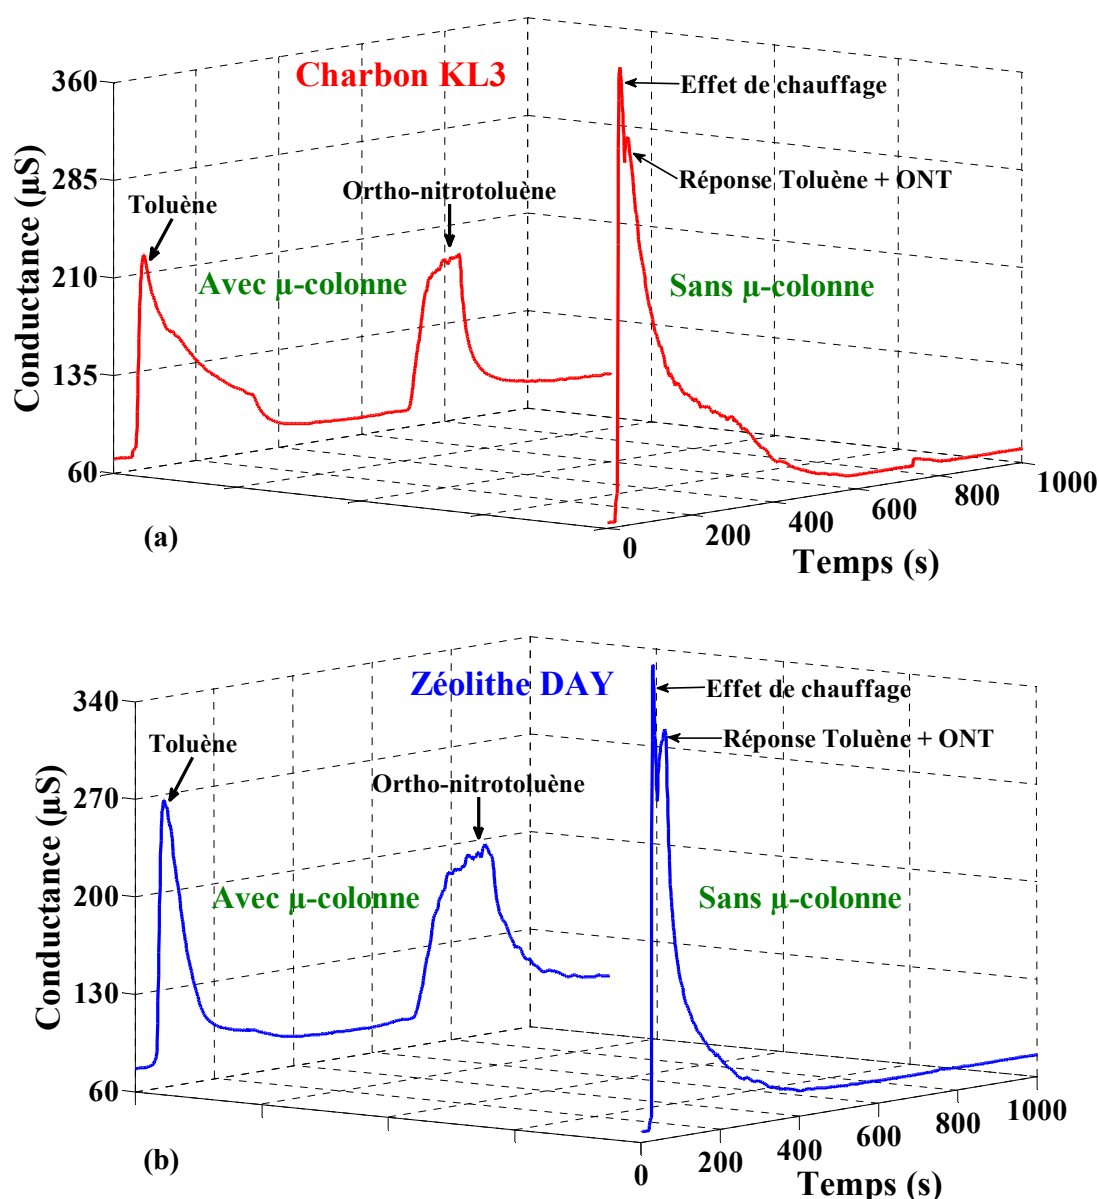 360
Charbon KL3
Effet de chauffage
285
Réponse Toluène + ONT
Ortho-nitrotoluène
Toluène
Conductance (µS)
210
Avec µ-colonne
Sans µ-colonne
135
60
(a)
0
200
400
600
800
1000
Temps (s)
340
Zéolithe DAY
Effet de chauffage
Toluène
Réponse Toluène + ONT
Ortho-nitrotoluène
270
Conductance (µS)
200
Avec µ-colonne
Sans µ-colonne
130
60
(b)
0
200
400
600
800
1000
Temps (s)